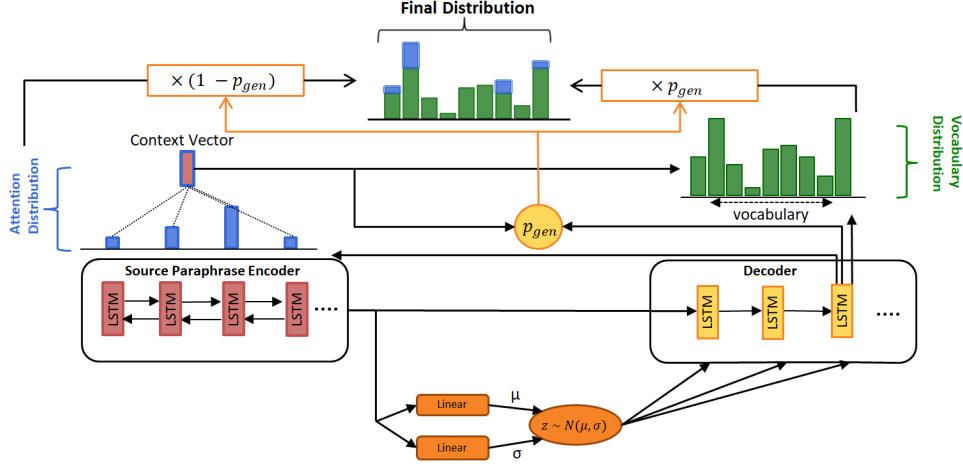 Final Distribution
× (1 − p_gen)
× p_gen
Context Vector
Attention
Distribution
Vocabulary
Distribution
vocabulary
p_gen
Source Paraphrase Encoder
Decoder
LSTM
LSTM
LSTM
LSTM
....
LSTM
LSTM
LSTM
....
Linear
μ
z ~ N(μ, σ)
Linear
σ